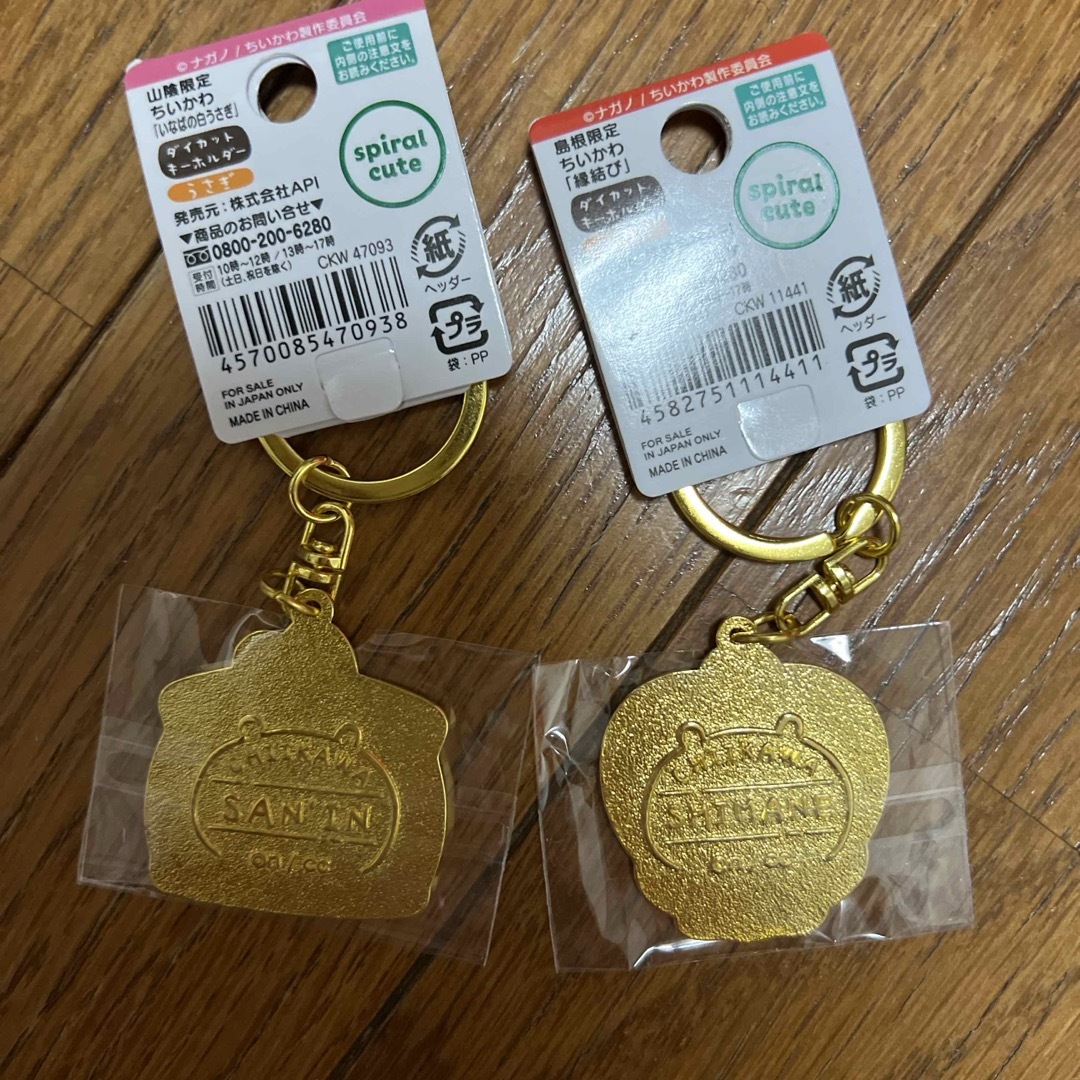 ©ナガノ / ちいかわ製作委員会
山陰限定
ちいかわ
「いなばの白うさぎ」
ダイカット
キーホルダー
うさぎ
ご使用前に
内側の注意文を
お読みください。
spiral
cute
発売元:株式会社API
▼商品のお問い合せ▼
0800-200-6280
受付
時間
10時～12時 / 13時～17時
(土日、祝日を除く)
CKW 47093
4570085470938
紙
ヘッダー
プラ
袋:PP
FOR SALE
IN JAPAN ONLY
MADE IN CHINA
©ナガノ / ちいかわ製作委員会
島根限定
ちいかわ
「縁結び」
ダイカット
キーホルダー
ご使用前に
内側の注意文を
お読みください。
spiral
cute
CKW 11441
4582751114411
紙
ヘッダー
プラ
袋:PP
FOR SALE
IN JAPAN ONLY
MADE IN CHINA
CHIIKAWA
SAN'IN
CHIIKAWA
SHIMANE